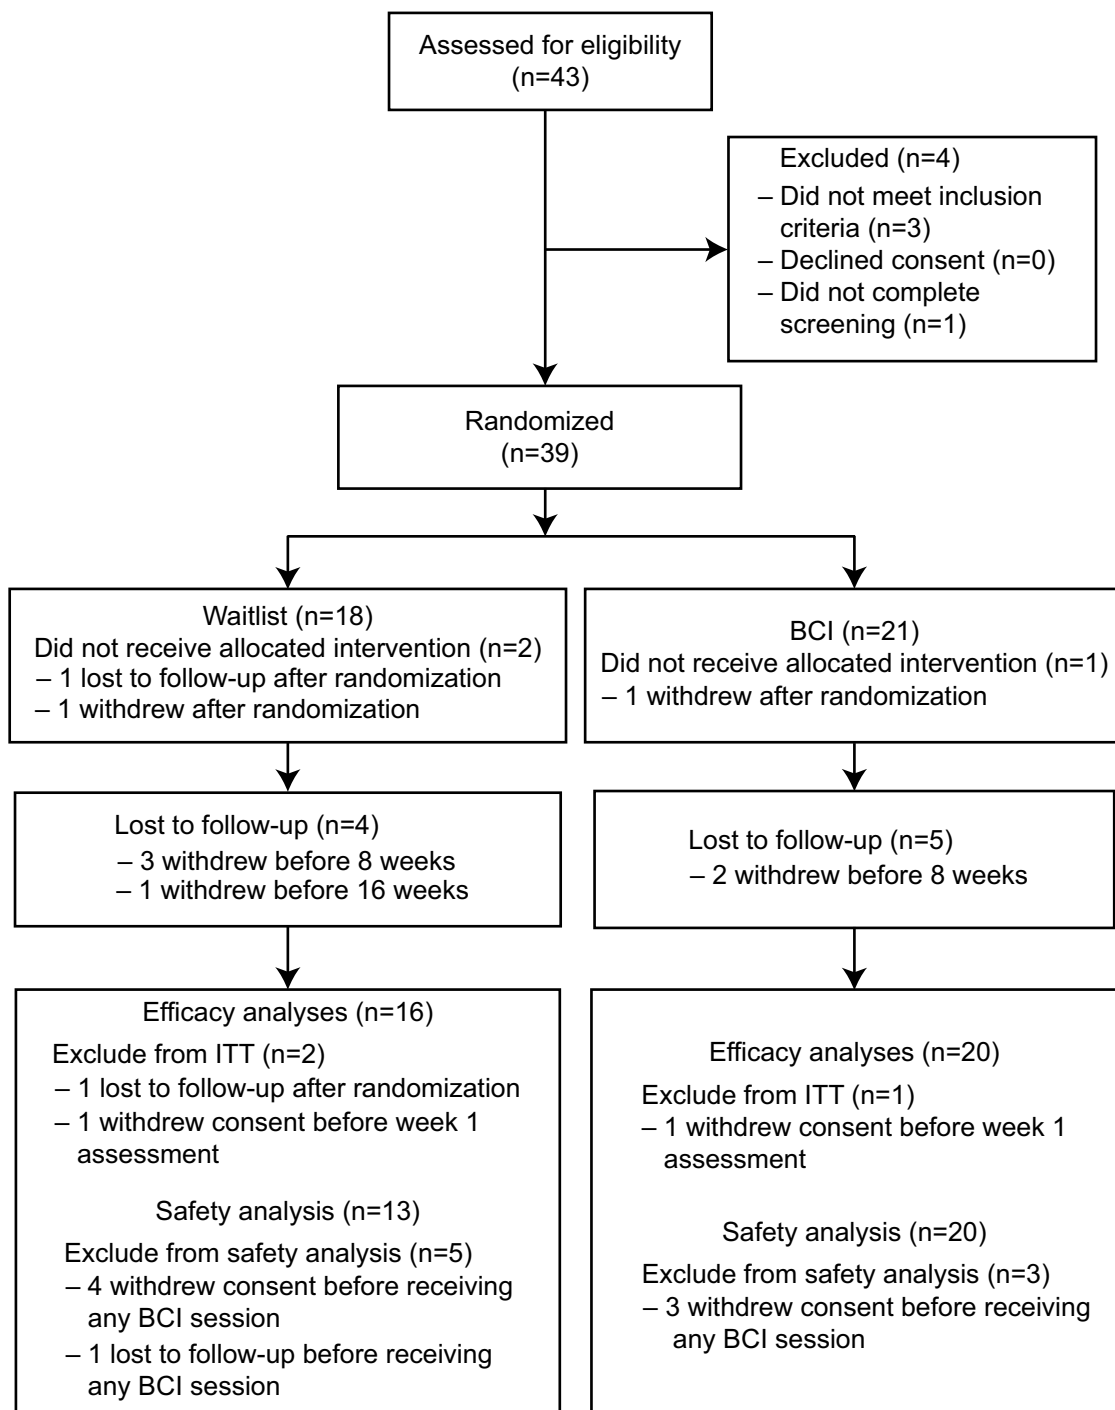 Assessed for eligibility
(n=43)
Excluded (n=4)
– Did not meet inclusion
criteria (n=3)
– Declined consent (n=0)
– Did not complete
screening (n=1)
Randomized
(n=39)
Waitlist (n=18)
Did not receive allocated intervention (n=2)
– 1 lost to follow-up after randomization
– 1 withdrew after randomization
BCI (n=21)
Did not receive allocated intervention (n=1)
– 1 withdrew after randomization
Lost to follow-up (n=4)
– 3 withdrew before 8 weeks
– 1 withdrew before 16 weeks
Lost to follow-up (n=5)
– 2 withdrew before 8 weeks
Efficacy analyses (n=16)
Exclude from ITT (n=2)
– 1 lost to follow-up after randomization
– 1 withdrew consent before week 1
assessment
Safety analysis (n=13)
Exclude from safety analysis (n=5)
– 4 withdrew consent before receiving
any BCI session
– 1 lost to follow-up before receiving
any BCI session
Efficacy analyses (n=20)
Exclude from ITT (n=1)
– 1 withdrew consent before week 1
assessment
Safety analysis (n=20)
Exclude from safety analysis (n=3)
– 3 withdrew consent before receiving
any BCI session